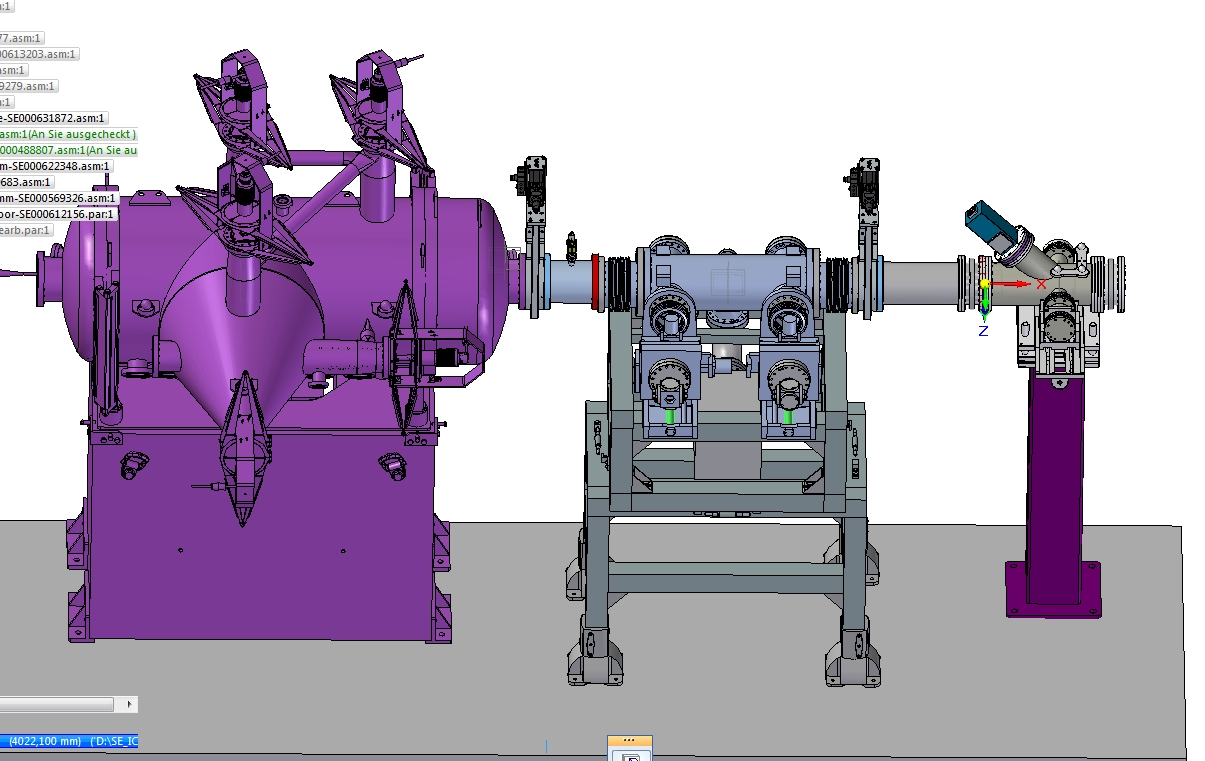 :1
77.asm:1
00613203.asm:1
asm:1
9279.asm:1
:1
e-SE000631872.asm:1
asm:1(An Sie ausgecheckt )
000488807.asm:1(An Sie au
m-SE000622348.asm:1
683.asm:1
mm-SE000569326.asm:1
oor-SE000612156.par:1
earb.par:1
X
Z
(4022,100 mm) ('D:\SE_IC